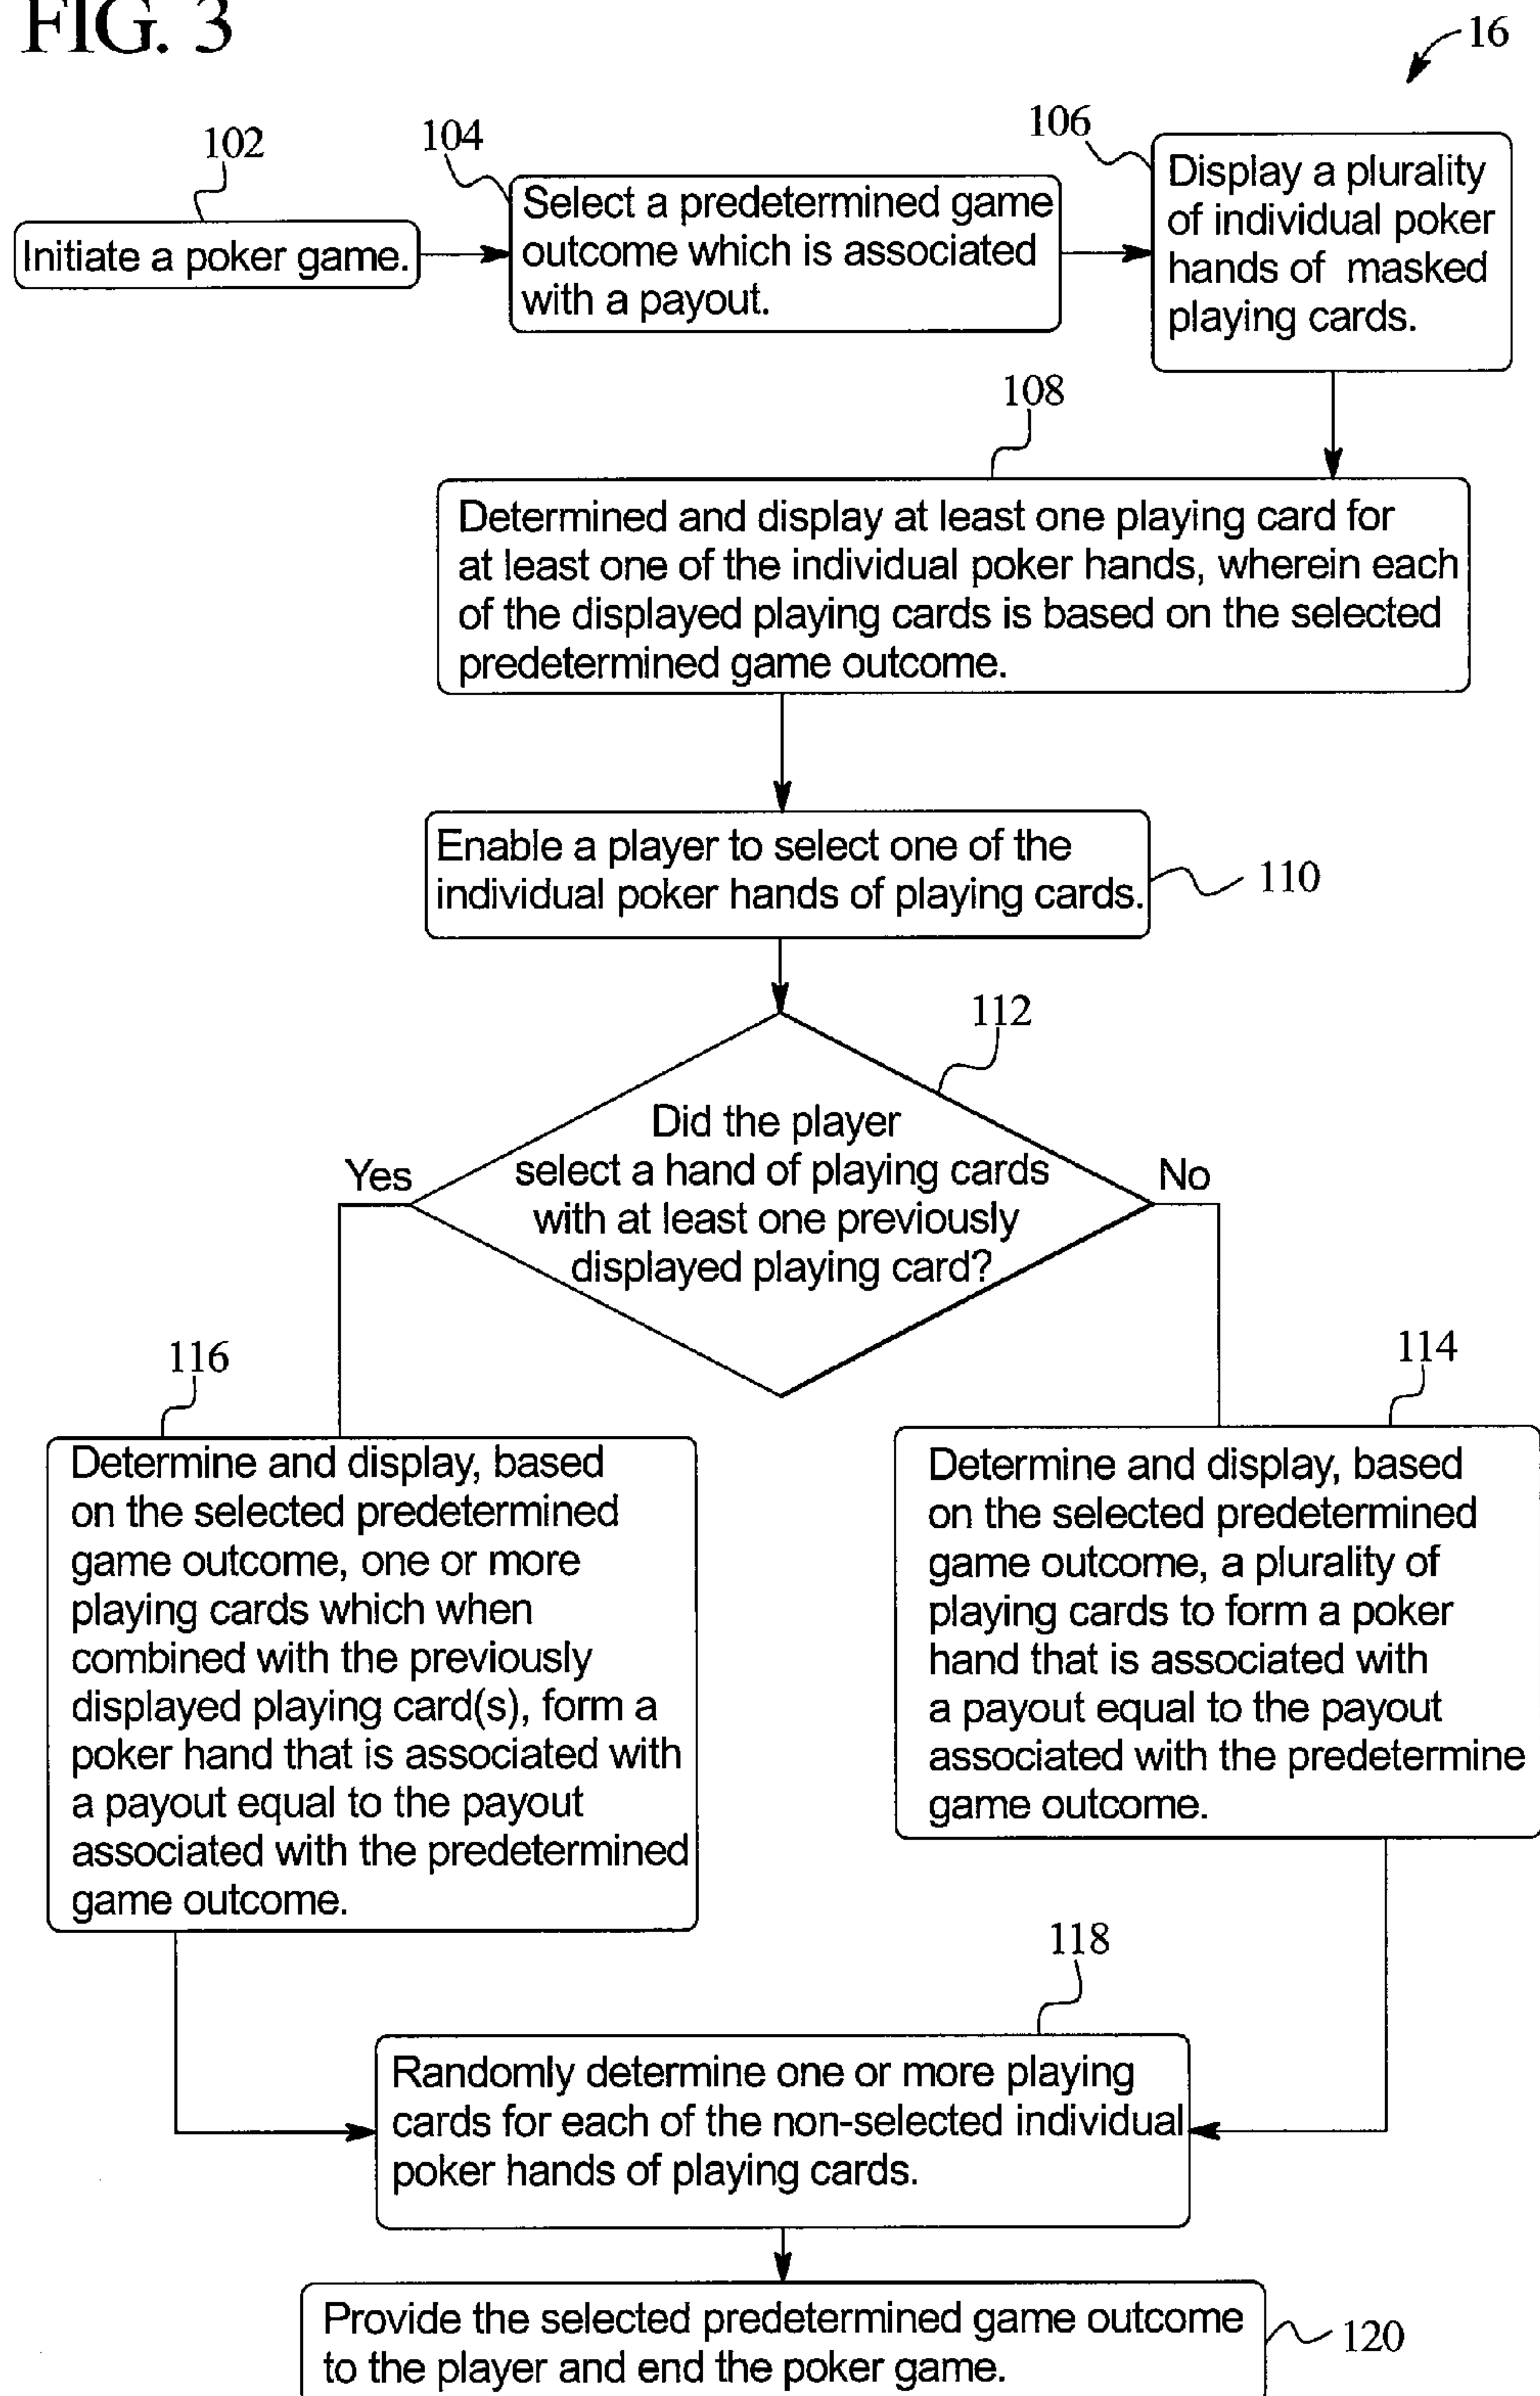 FIG. 3
16
102
Initiate a poker game.
104
Select a predetermined game
outcome which is associated
with a payout.
106
Display a plurality
of individual poker
hands of masked
playing cards.
108
Determined and display at least one playing card for
at least one of the individual poker hands, wherein each
of the displayed playing cards is based on the selected
predetermined game outcome.
Enable a player to select one of the
individual poker hands of playing cards.
110
112
Did the player
select a hand of playing cards
with at least one previously
displayed playing card?
Yes
No
116
Determine and display, based
on the selected predetermined
game outcome, one or more
playing cards which when
combined with the previously
displayed playing card(s), form a
poker hand that is associated with
a payout equal to the payout
associated with the predetermined
game outcome.
114
Determine and display, based
on the selected predetermined
game outcome, a plurality of
playing cards to form a poker
hand that is associated with
a payout equal to the payout
associated with the predetermine
game outcome.
118
Randomly determine one or more playing
cards for each of the non-selected individual
poker hands of playing cards.
Provide the selected predetermined game outcome
to the player and end the poker game.
120